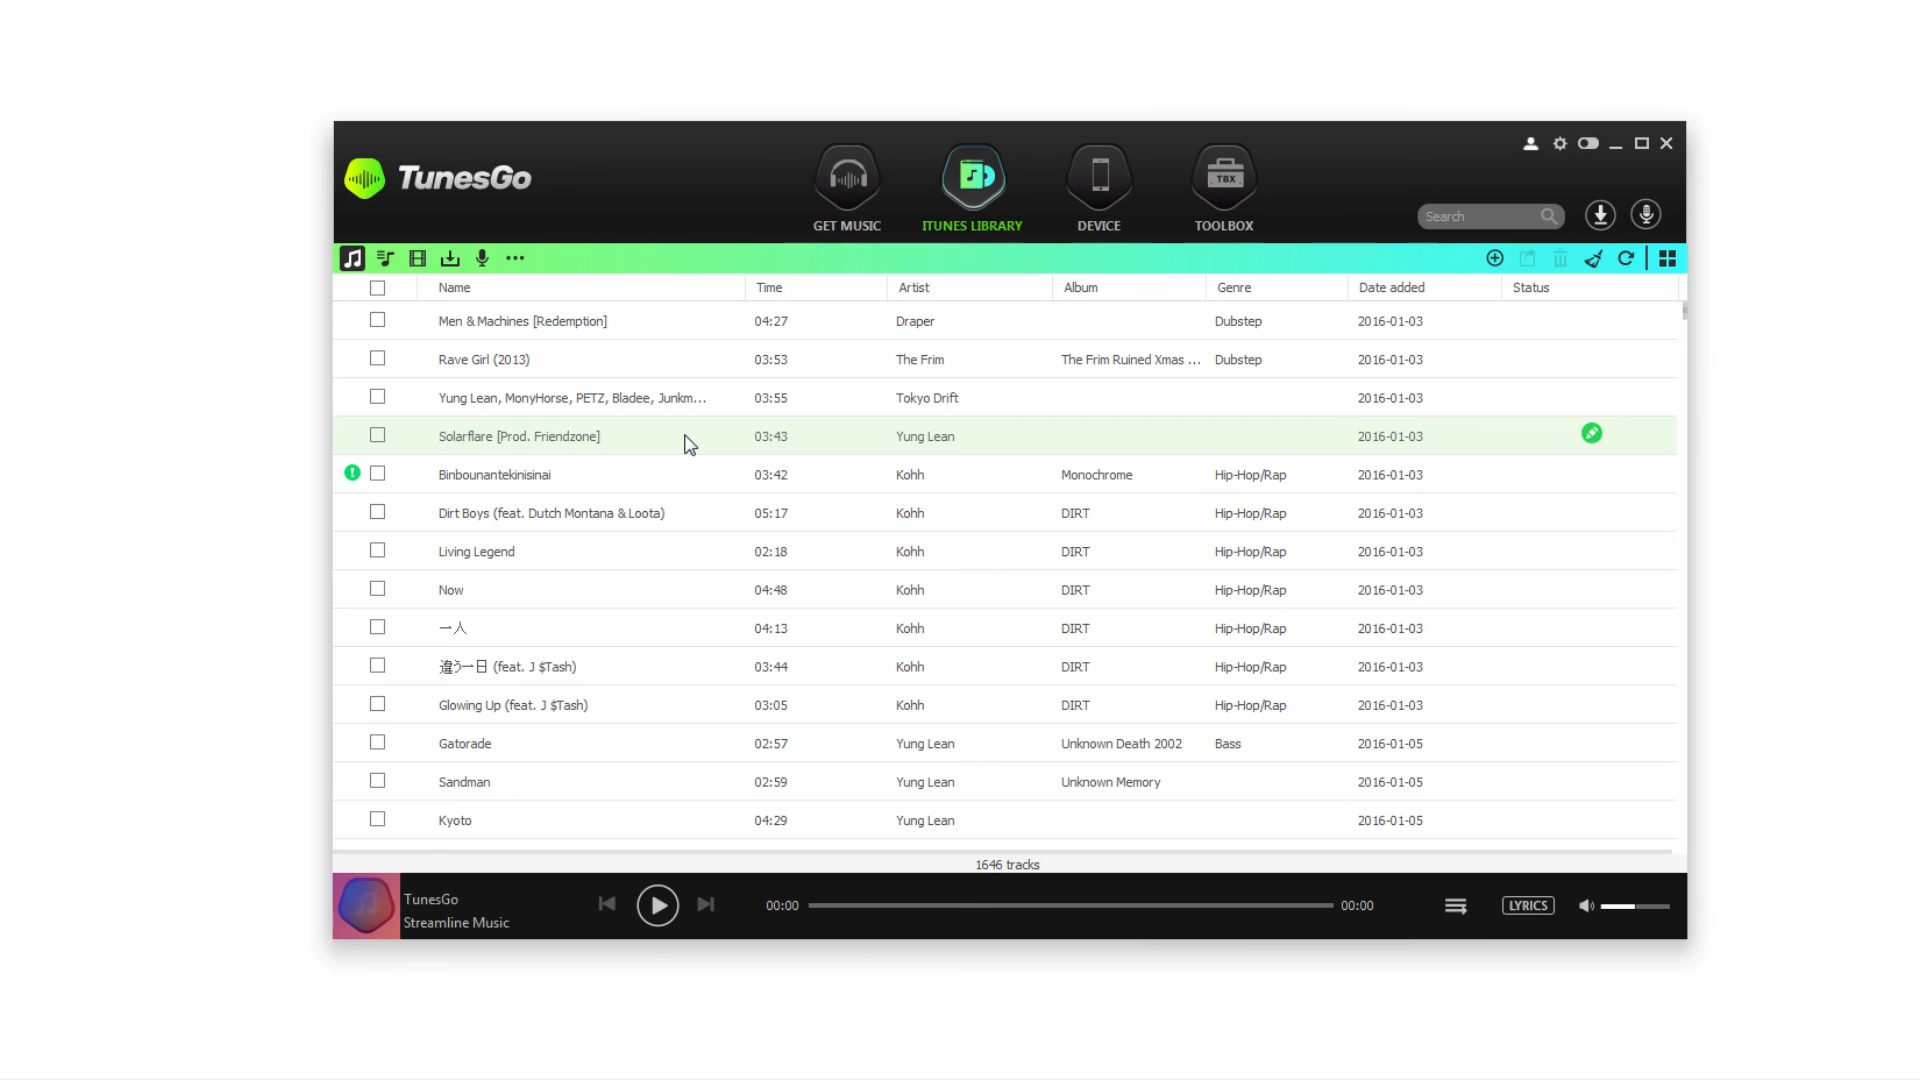 TunesGo
GET MUSIC ITUNES LIBRARY DEVICE TBX TOOLBOX
Search
Name Time Artist Album Genre Date added Status
Men & Machines [Redemption] 04:27 Draper Dubstep 2016-01-03
Rave Girl (2013) 03:53 The Frim The Frim Ruined Xmas ... Dubstep 2016-01-03
Yung Lean, MonyHorse, PETZ, Bladee, Junkm... 03:55 Tokyo Drift 2016-01-03
Solarflare [Prod. Friendzone] 03:43 Yung Lean 2016-01-03
Binbounantekinisinai 03:42 Kohh Monochrome Hip-Hop/Rap 2016-01-03
Dirt Boys (feat. Dutch Montana & Loota) 05:17 Kohh DIRT Hip-Hop/Rap 2016-01-03
Living Legend 02:18 Kohh DIRT Hip-Hop/Rap 2016-01-03
Now 04:48 Kohh DIRT Hip-Hop/Rap 2016-01-03
一人 04:13 Kohh DIRT Hip-Hop/Rap 2016-01-03
違う一日 (feat. J $Tash) 03:44 Kohh DIRT Hip-Hop/Rap 2016-01-03
Glowing Up (feat. J $Tash) 03:05 Kohh DIRT Hip-Hop/Rap 2016-01-03
Gatorade 02:57 Yung Lean Unknown Death 2002 Bass 2016-01-05
Sandman 02:59 Yung Lean Unknown Memory 2016-01-05
Kyoto 04:29 Yung Lean 2016-01-05
1646 tracks
TunesGo
Streamline Music
00:00 00:00 LYRICS